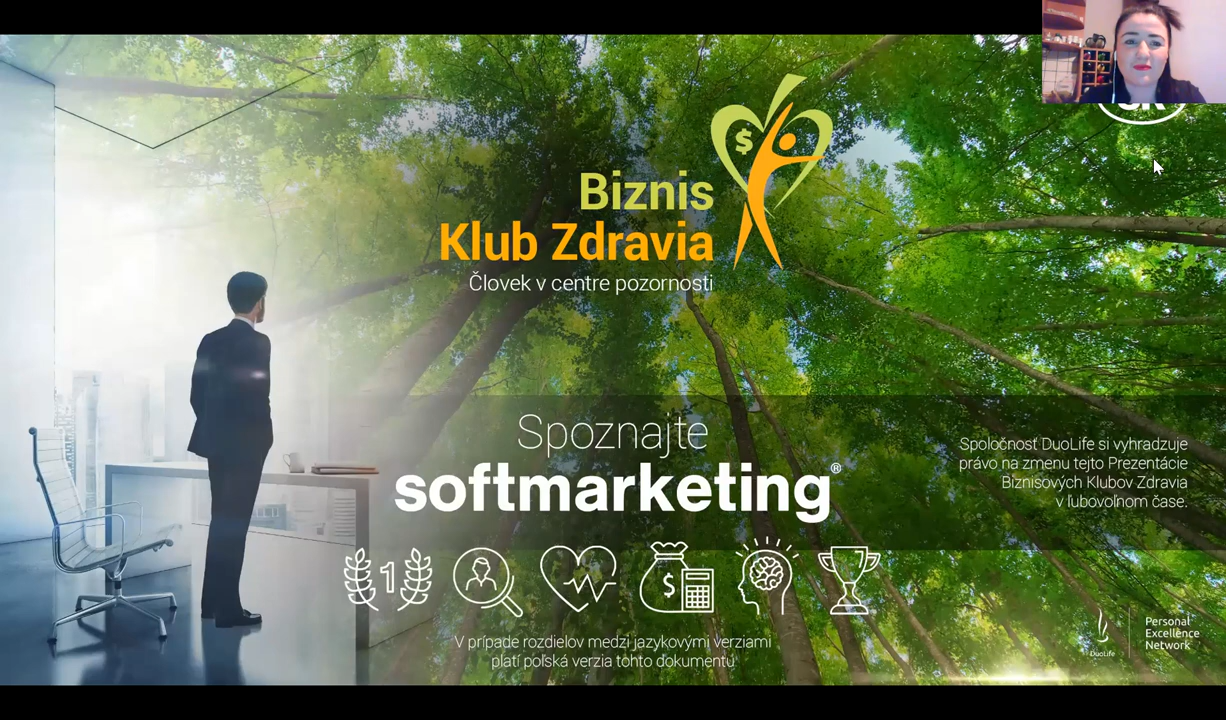 Biznis
Klub Zdravia
Človek v centre pozornosti
Spoznajte
softmarketing®
Spoločnosť DuoLife si vyhradzuje
právo na zmenu tejto Prezentácie
Biznisových Klubov Zdravia
v ľubovoľnom čase.
$
1
$
V prípade rozdielov medzi jazykovými verziami
platí poľská verzia tohto dokumentu
DuoLife
Personal
Excellence
Network